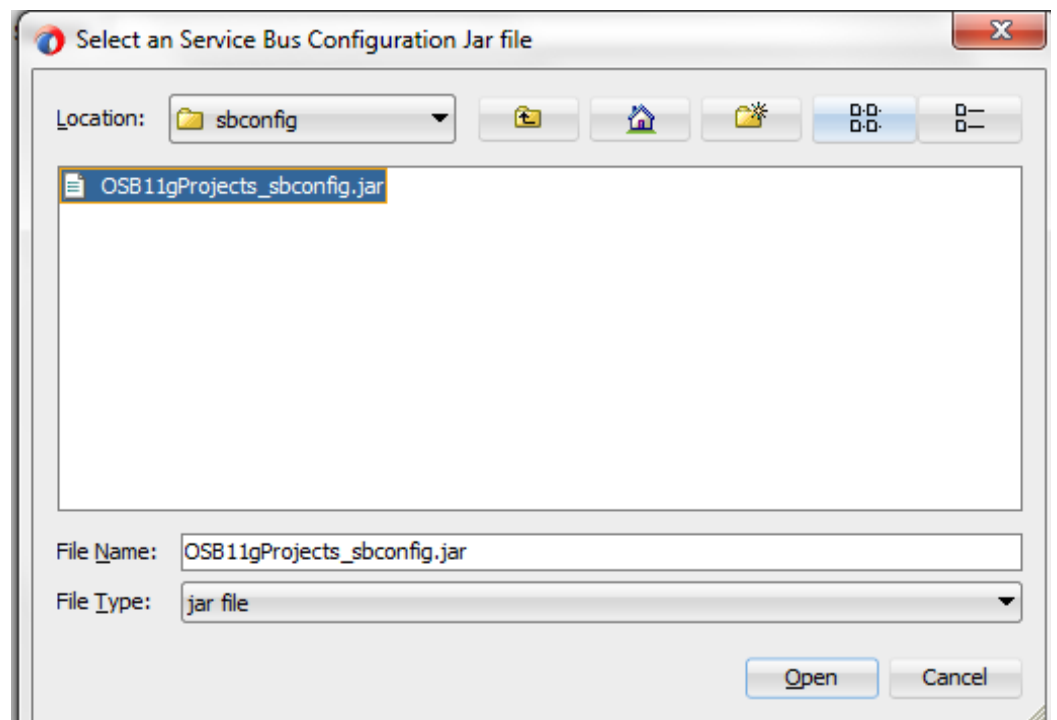 Select an Service Bus Configuration Jar file
Location: sbconfig
OSB11gProjects_sbconfig.jar
File Name: OSB11gProjects_sbconfig.jar
File Type: jar file
Open Cancel